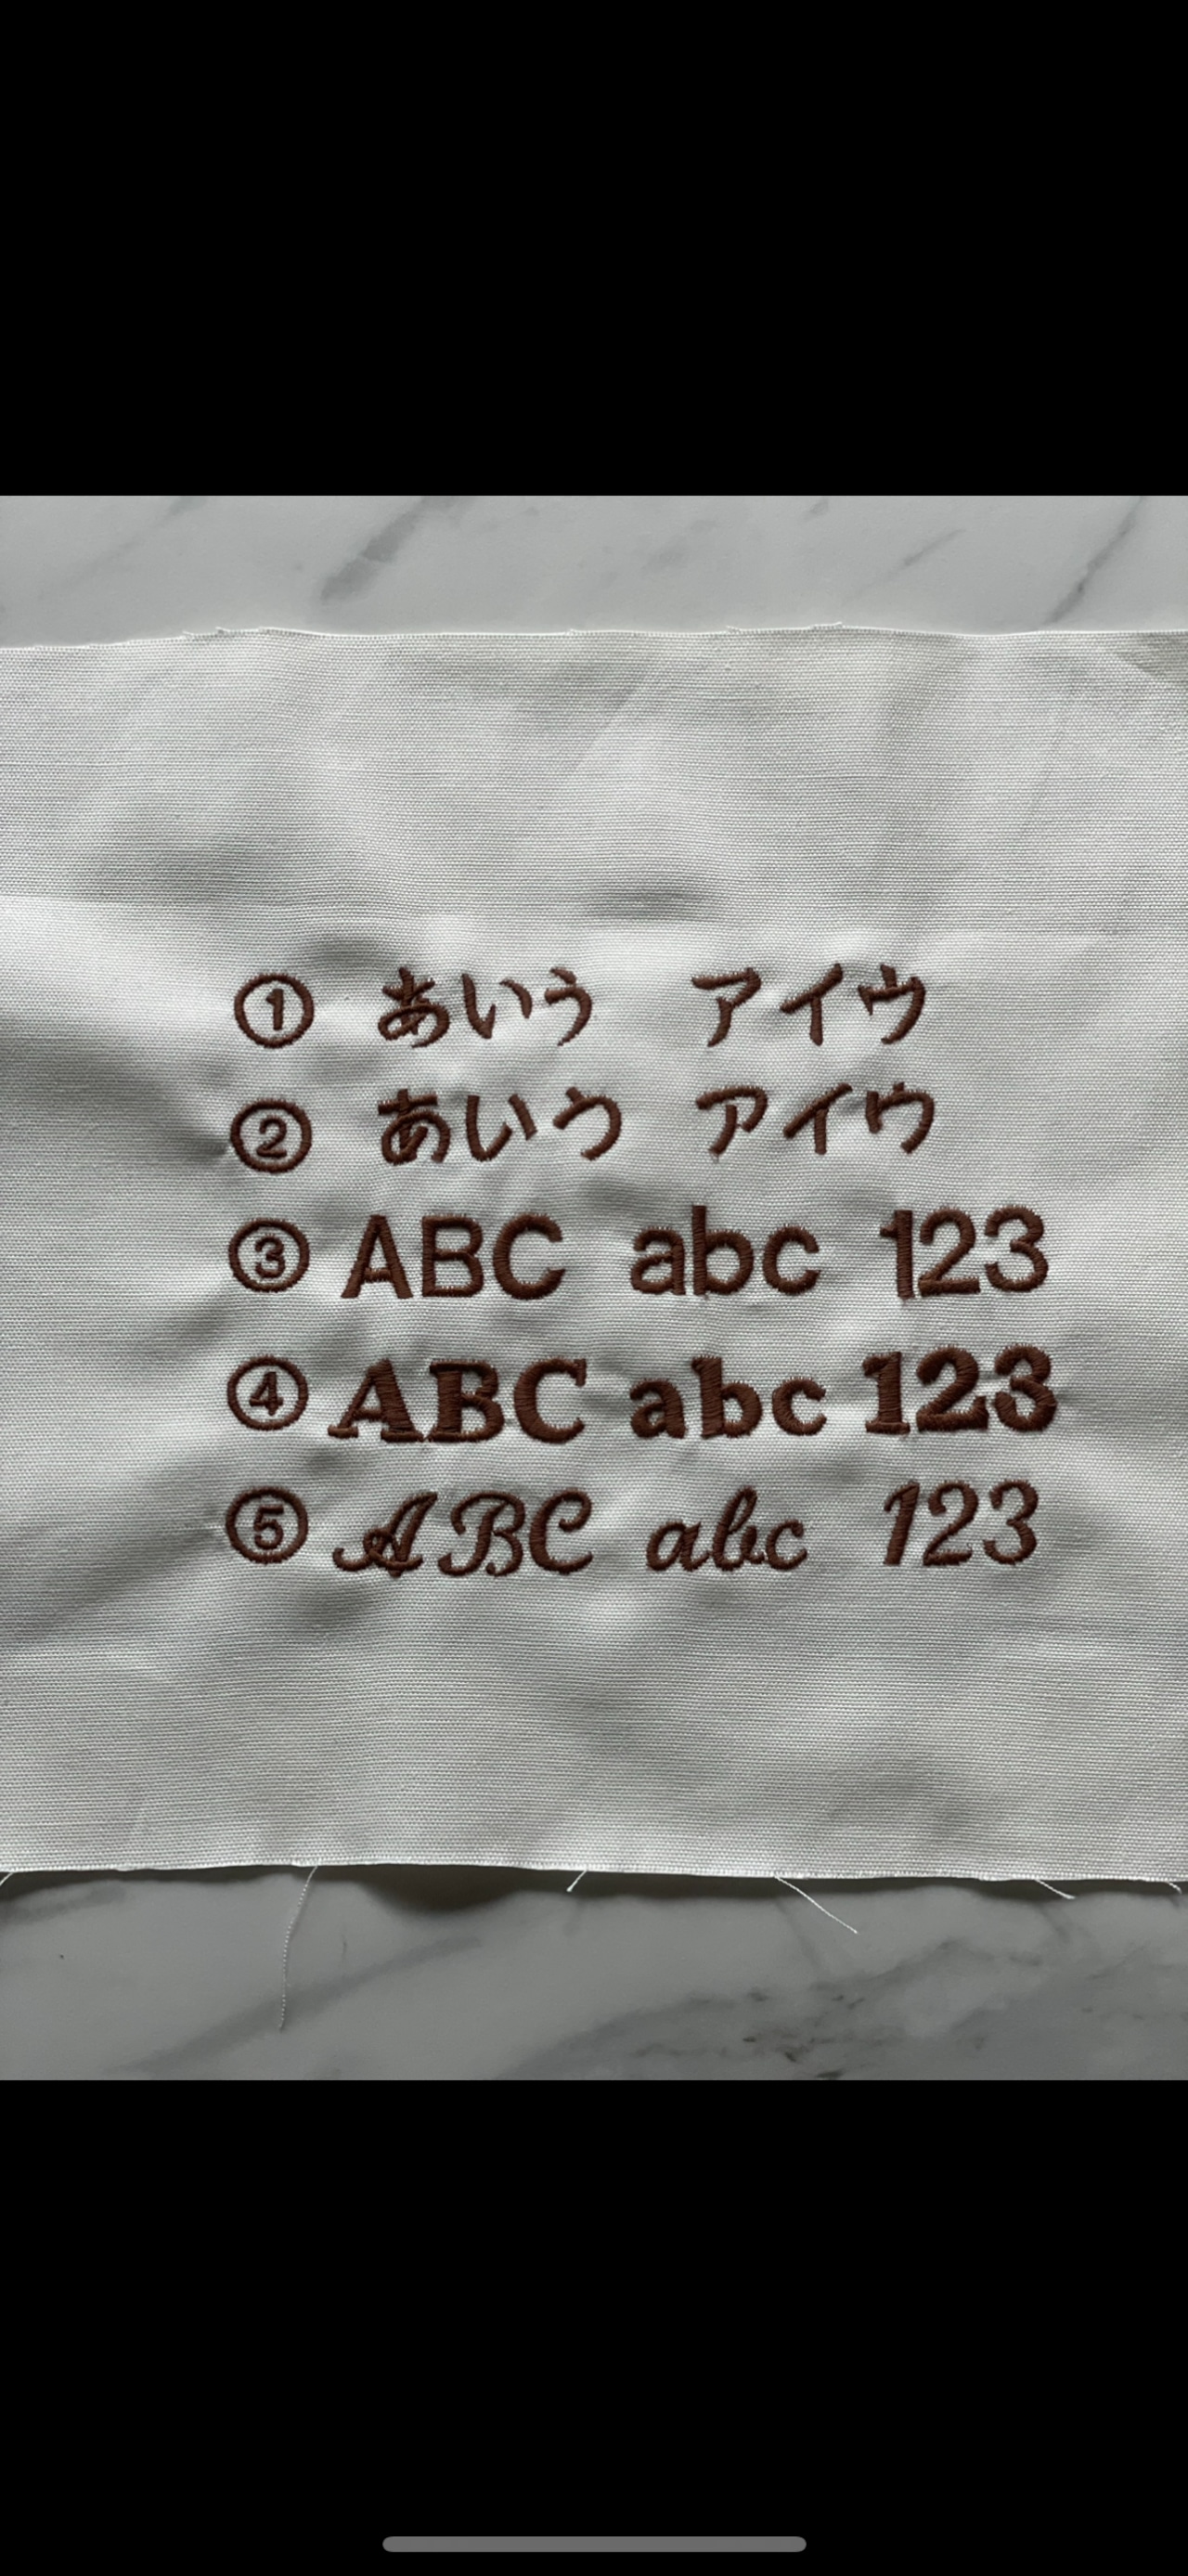 ① あいう アイウ
② あいう アイウ
③ ABC abc 123
④ ABC abc 123
⑤ ABC abc 123